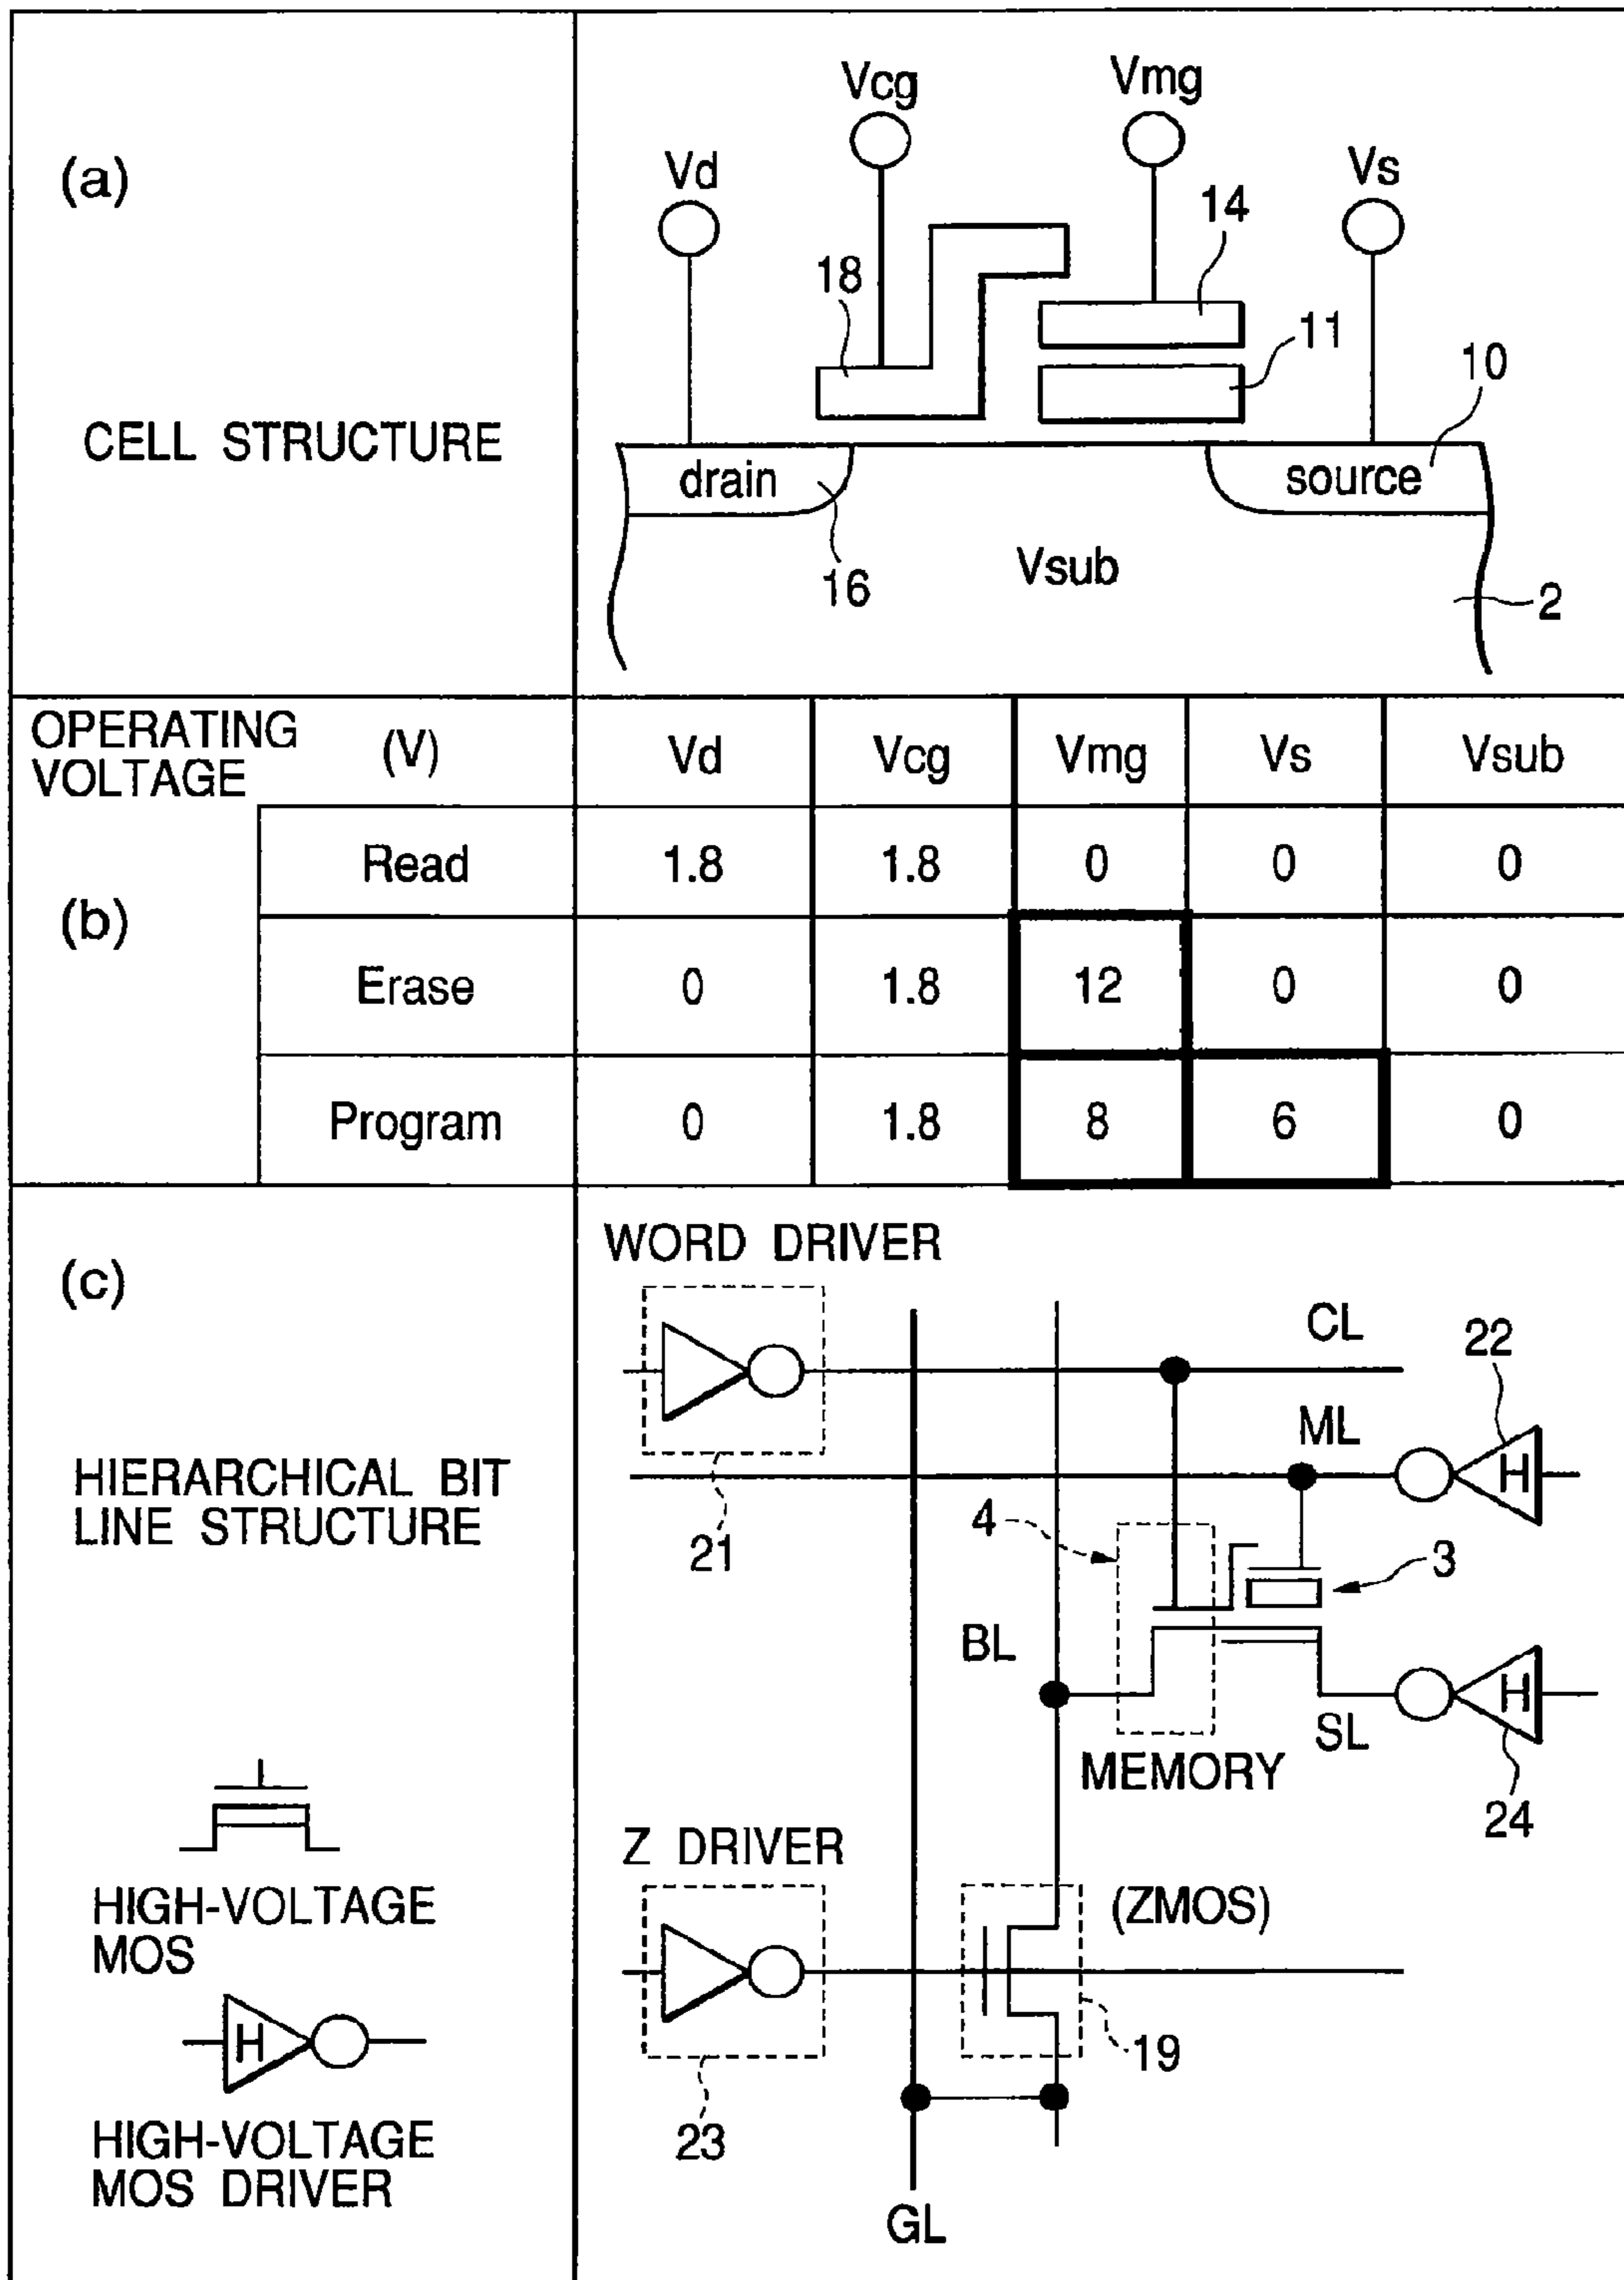 (a)
CELL STRUCTURE
Vcg
Vmg
Vd
Vs
14
18
11
10
drain
source
16
Vsub
2
OPERATING
VOLTAGE
(V) Vd Vcg Vmg Vs Vsub
(b)
Read 1.8 1.8 0 0 0
Erase 0 1.8 12 0 0
Program 0 1.8 8 6 0
(c)
HIERARCHICAL BIT
LINE STRUCTURE
HIGH-VOLTAGE
MOS
H
HIGH-VOLTAGE
MOS DRIVER
WORD DRIVER
CL
22
ML
H
21
4
3
BL
H
SL
MEMORY
24
Z DRIVER
(ZMOS)
19
23
GL